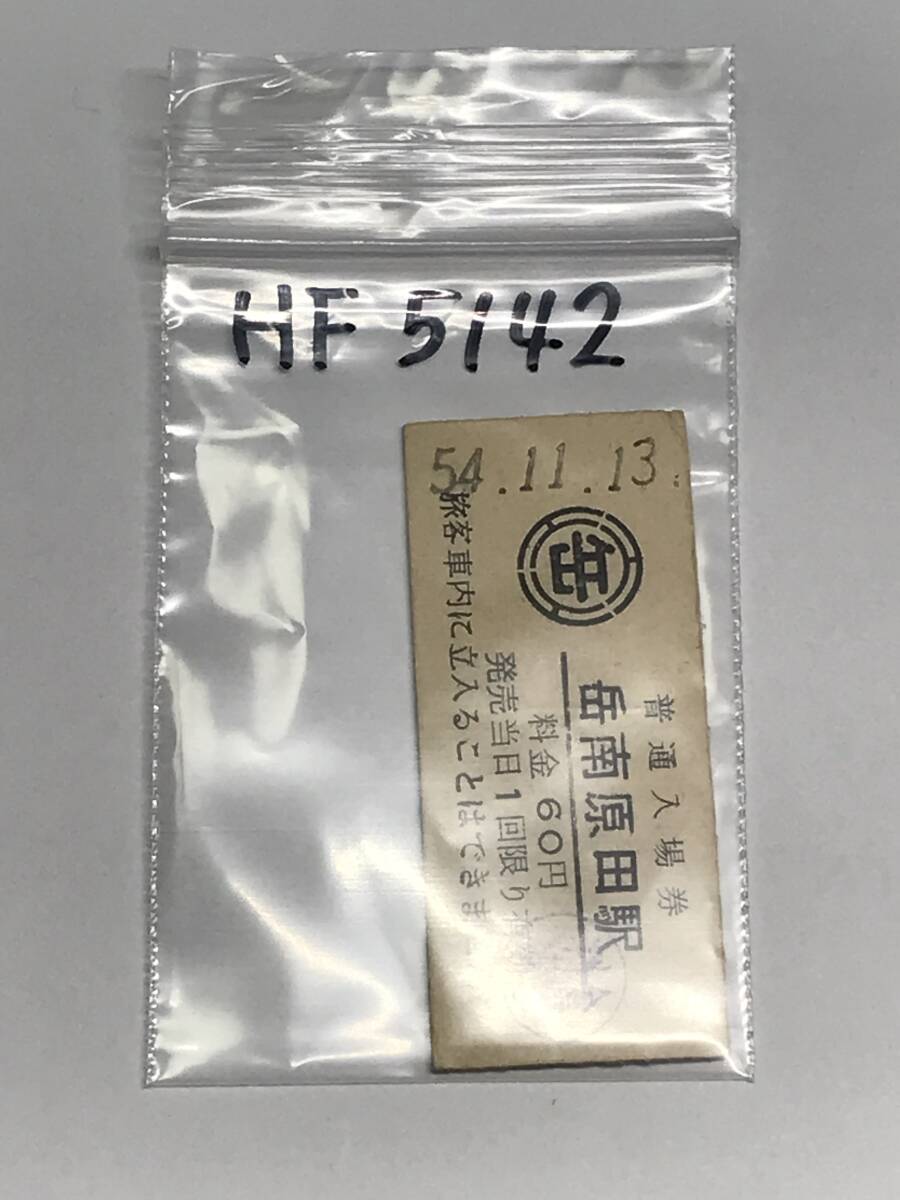 HF 5142
54.11.13.
岳
普通入場券
岳南原田駅
料金 60円
発売当日1回限り
旅客車内に立入ることはできま